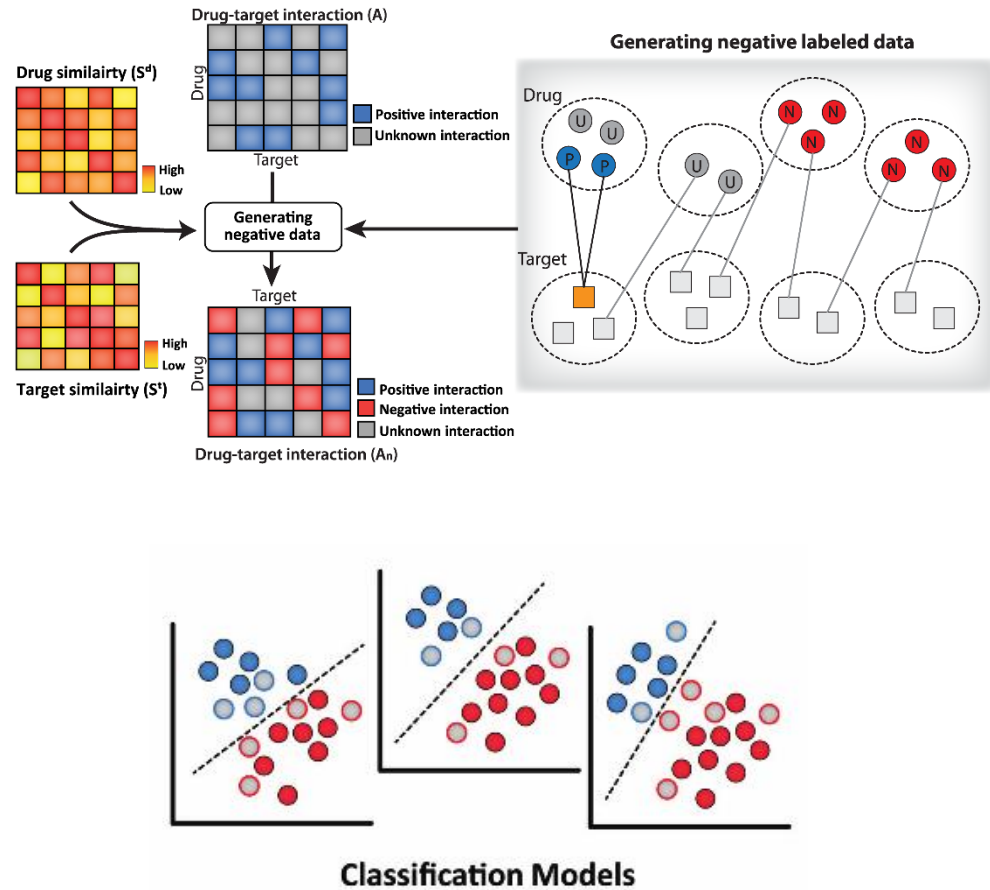 Drug-target interaction (A)
Drug
Target
Positive interaction
Unknown interaction
Drug similairty (Sᵈ)
High
Low
Generating
negative data
High
Low
Target similairty (Sᵗ)
Target
Drug
Positive interaction
Negative interaction
Unknown interaction
Drug-target interaction (Aₙ)
Generating negative labeled data
Drug
U
U
P
P
U
U
N
N
N
N
N
N
Target
Classification Models